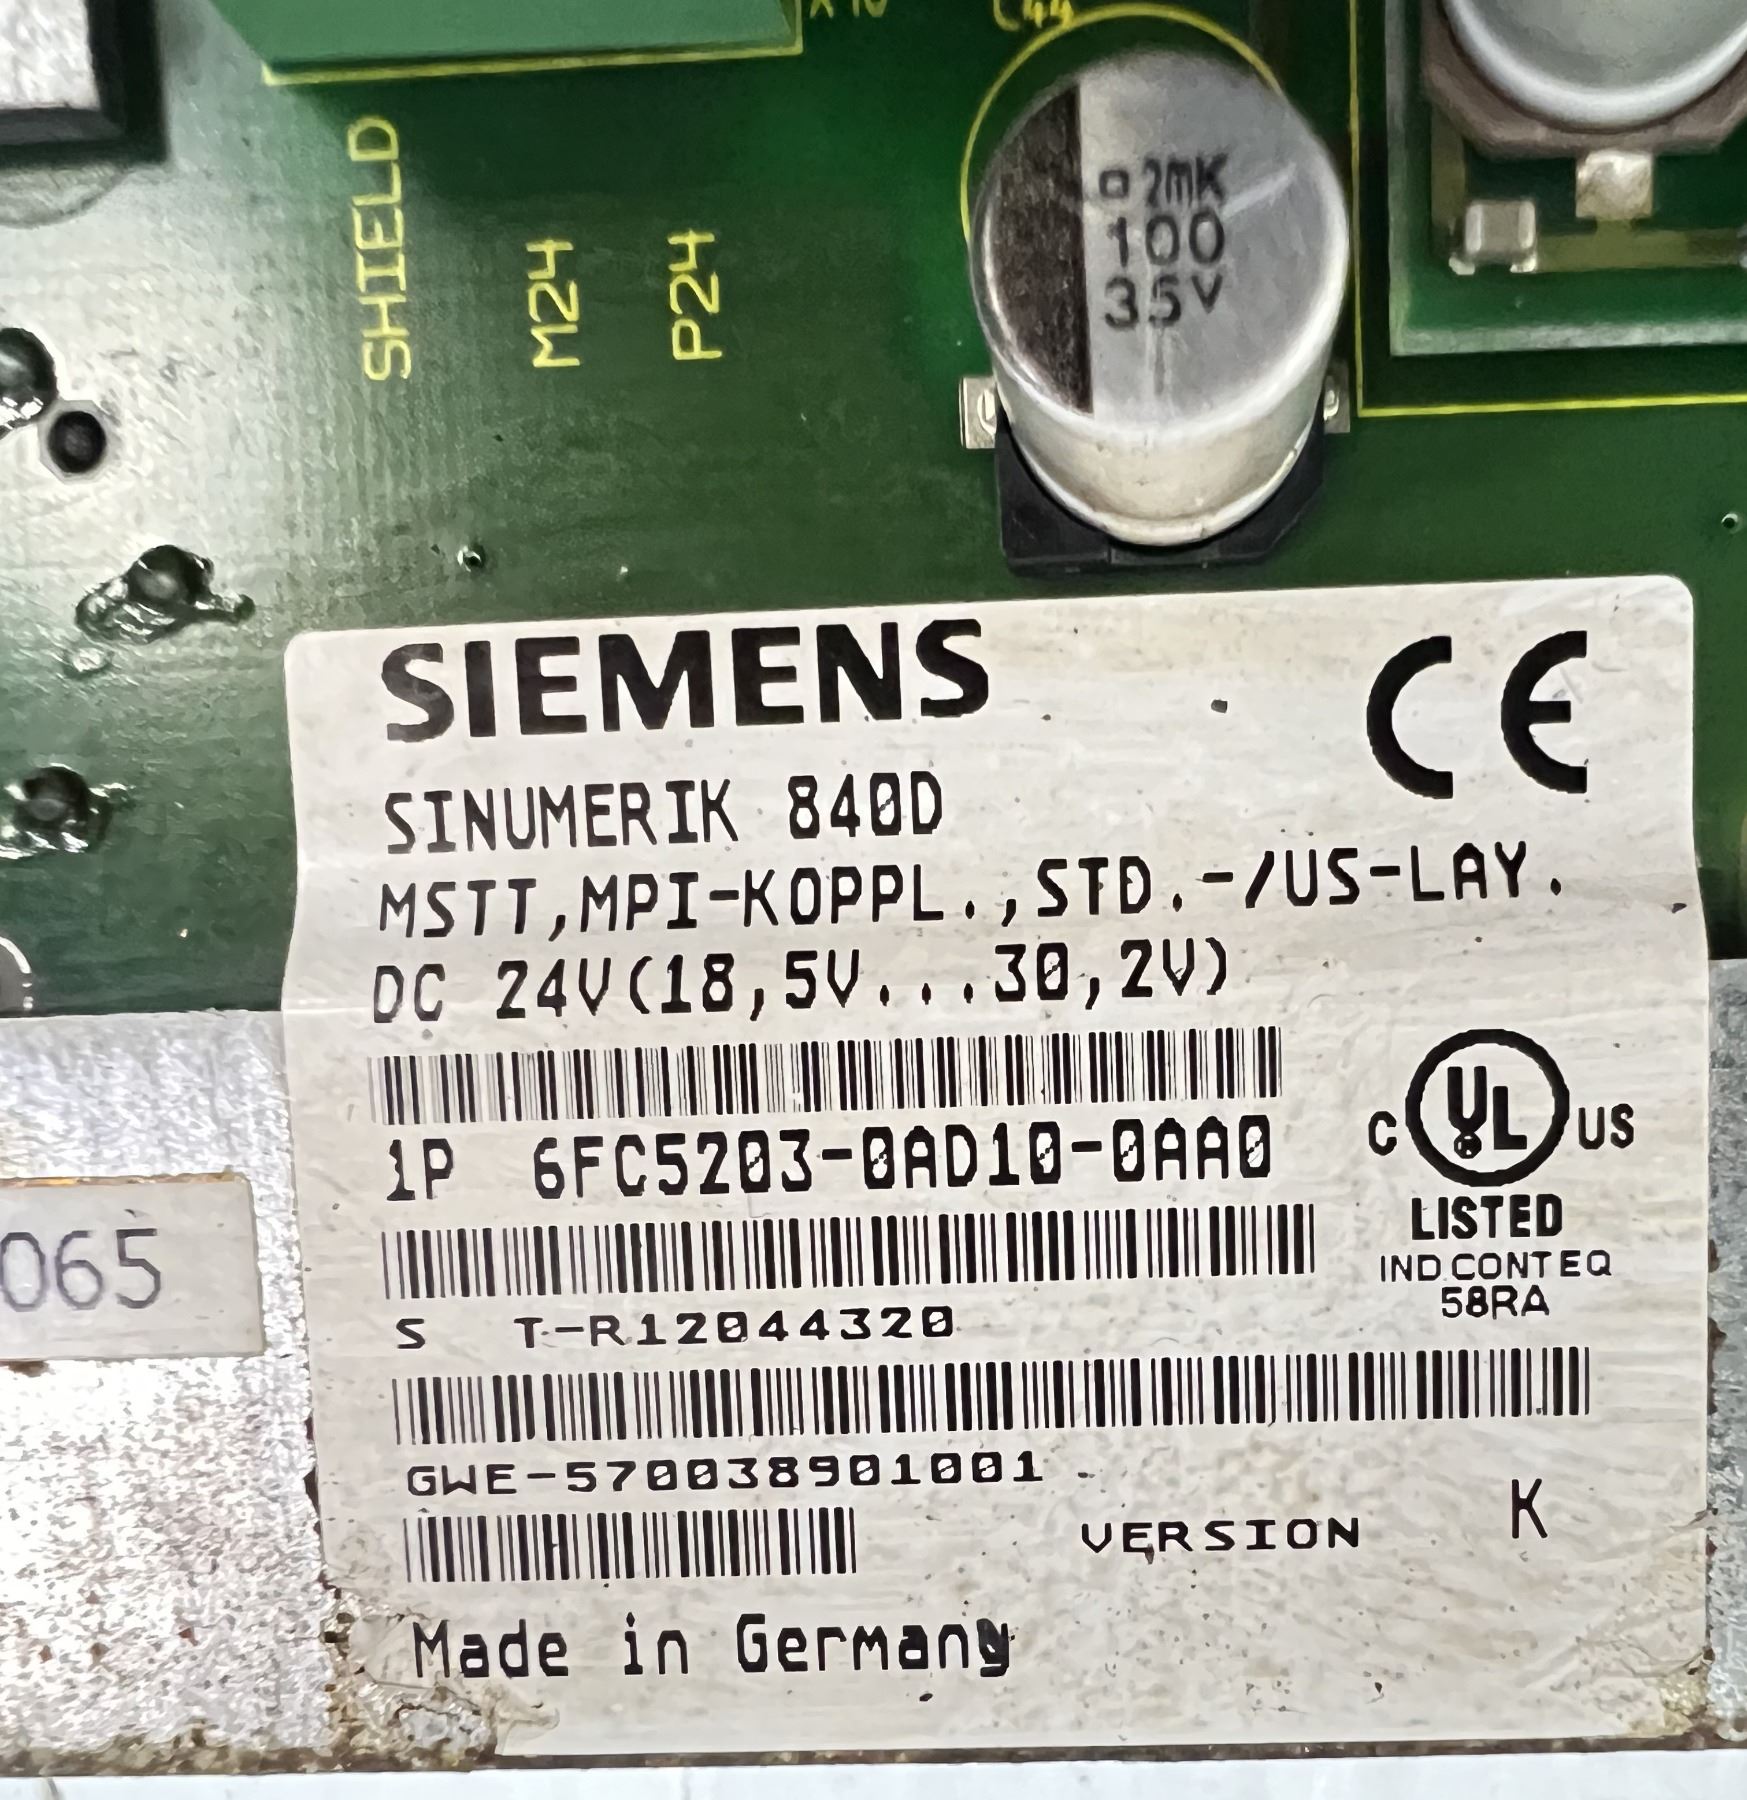 SHIELD
M24
P24
2mK
100
35V
SIEMENS
CE
SINUMERIK 840D
MSTT,MPI-KOPPL.,STD.-/US-LAY.
DC 24V(18,5V...30,2V)
1P 6FC5203-0AD10-0AA0
C UL US
LISTED
IND.CONT.EQ
58RA
065
S T-R12044320
GWE-570038901001
VERSION K
Made in Germany